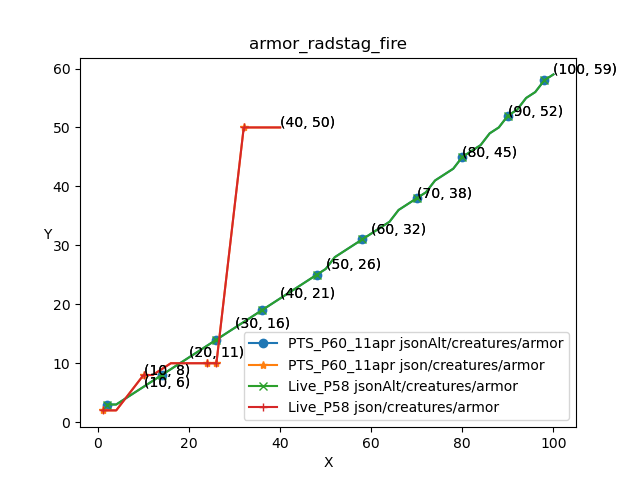 armor_radstag_fire
60
50
40
30
20
10
0
Y
(100, 59)
(90, 52)
(80, 45)
(70, 38)
(60, 32)
(50, 26)
(40, 21)
(30, 16)
(20, 11)
(10, 8)
(10, 6)
(40, 50)
PTS_P60_11apr jsonAlt/creatures/armor
PTS_P60_11apr json/creatures/armor
Live_P58 jsonAlt/creatures/armor
Live_P58 json/creatures/armor
0 20 40 60 80 100
X